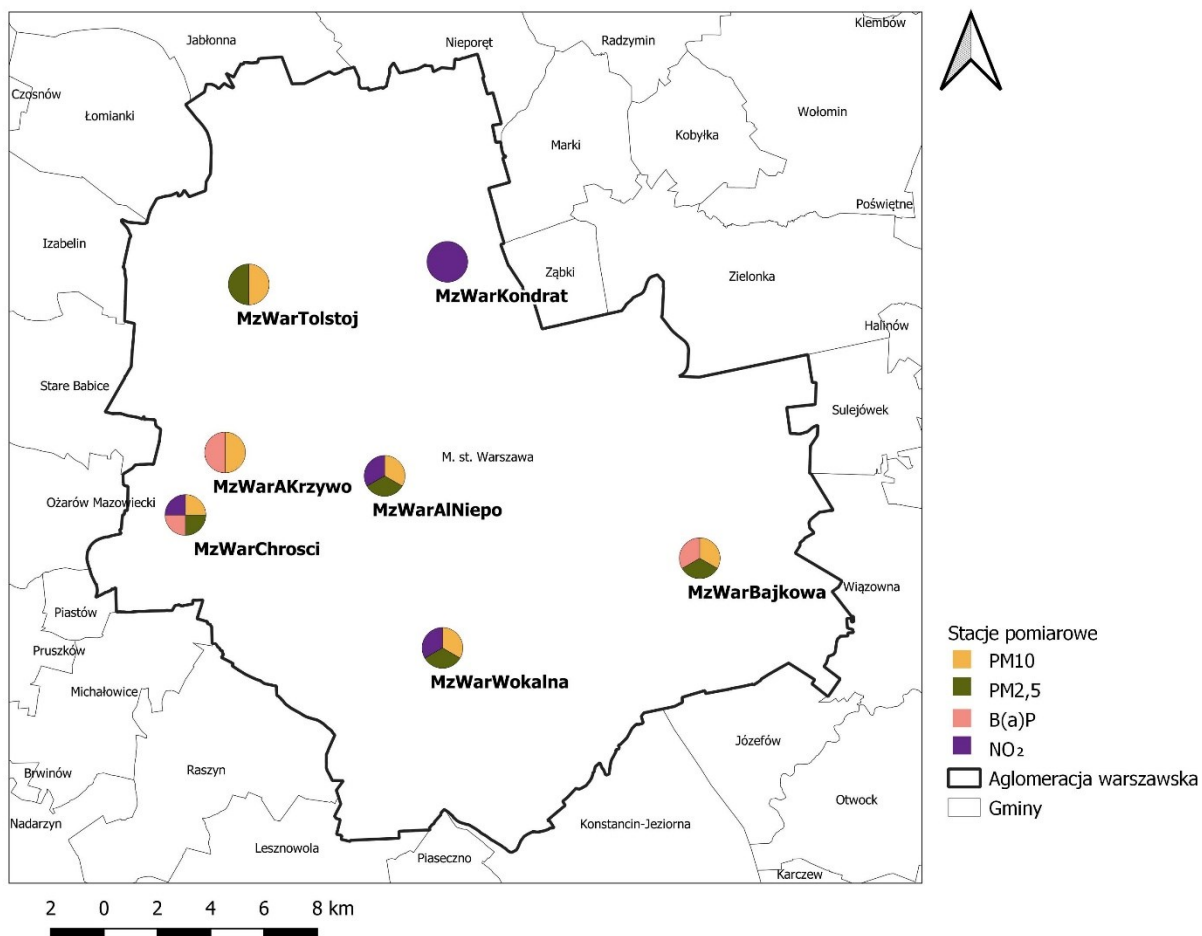 Jabłonna
Nieporęt
Radzymin
Klembów
Czosnów
Łomianki
Wołomin
Marki
Kobyłka
Poświętne
Izabelin
Ząbki
Zielonka
MzWarKondrat
MzWarTolstoj
Halinów
Stare Babice
Sulejówek
M. st. Warszawa
MzWarAKrzywo
Ożarów Mazowiecki
MzWarAlNiepo
MzWarChrosci
MzWarBajkowa
Wiązowna
Piastów
Pruszków
Michałowice
MzWarWokalna
Józefów
Brwinów
Raszyn
Otwock
Nadarzyn
Konstancin-Jeziorna
Lesznowola
Piaseczno
Karczew
Stacje pomiarowe
PM10
PM2,5
B(a)P
NO₂
Aglomeracja warszawska
Gminy
2 0 2 4 6 8 km